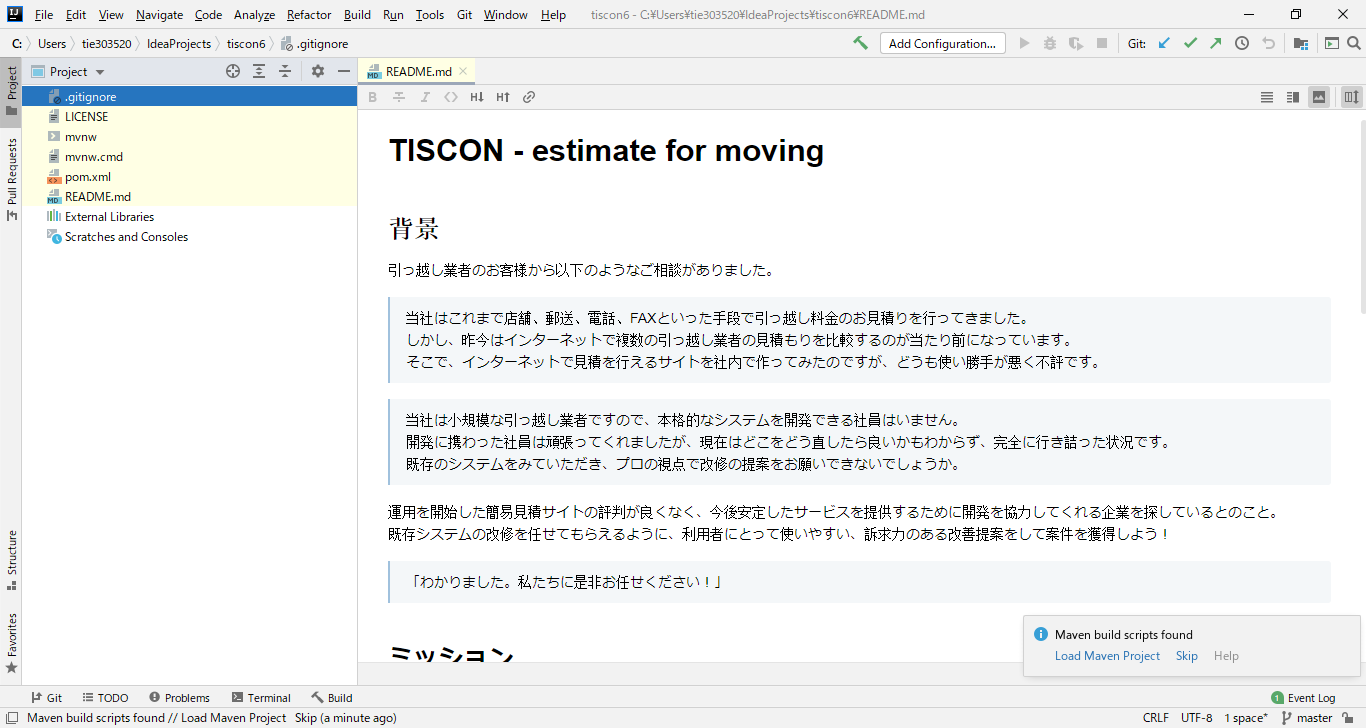 File Edit View Navigate Code Analyze Refactor Build Run Tools Git Window Help tiscon6 - C:¥Users¥tie303520¥IdeaProjects¥tiscon6¥README.md
C: Users tie303520 IdeaProjects tiscon6 .gitignore Add Configuration... Git:
Project README.md
.gitignore
LICENSE
mvnw
mvnw.cmd
pom.xml
README.md
External Libraries
Scratches and Consoles
Project
Pull Requests
Structure
Favorites
TISCON - estimate for moving
背景
引っ越し業者のお客様から以下のようなご相談がありました。
当社はこれまで店舗、郵送、電話、FAXといった手段で引っ越し料金のお見積りを行ってきました。
しかし、昨今はインターネットで複数の引っ越し業者の見積もりを比較するのが当たり前になっています。
そこで、インターネットで見積を行えるサイトを社内で作ってみたのですが、どうも使い勝手が悪く不評です。
当社は小規模な引っ越し業者ですので、本格的なシステムを開発できる社員はいません。
開発に携わった社員は頑張ってくれましたが、現在はどこをどう直したら良いかもわからず、完全に行き詰った状況です。
既存のシステムをみていただき、プロの視点で改修の提案をお願いできないでしょうか。
運用を開始した簡易見積サイトの評判が良くなく、今後安定したサービスを提供するために開発を協力してくれる企業を探しているとのこと。
既存システムの改修を任せてもらえるように、利用者にとって使いやすい、訴求力のある改善提案をして案件を獲得しよう！
「わかりました。私たちに是非お任せください！」
ミッション
Maven build scripts found
Load Maven Project Skip Help
Git TODO Problems Terminal Build 1 Event Log
Maven build scripts found // Load Maven Project Skip (a minute ago) CRLF UTF-8 1 space* master